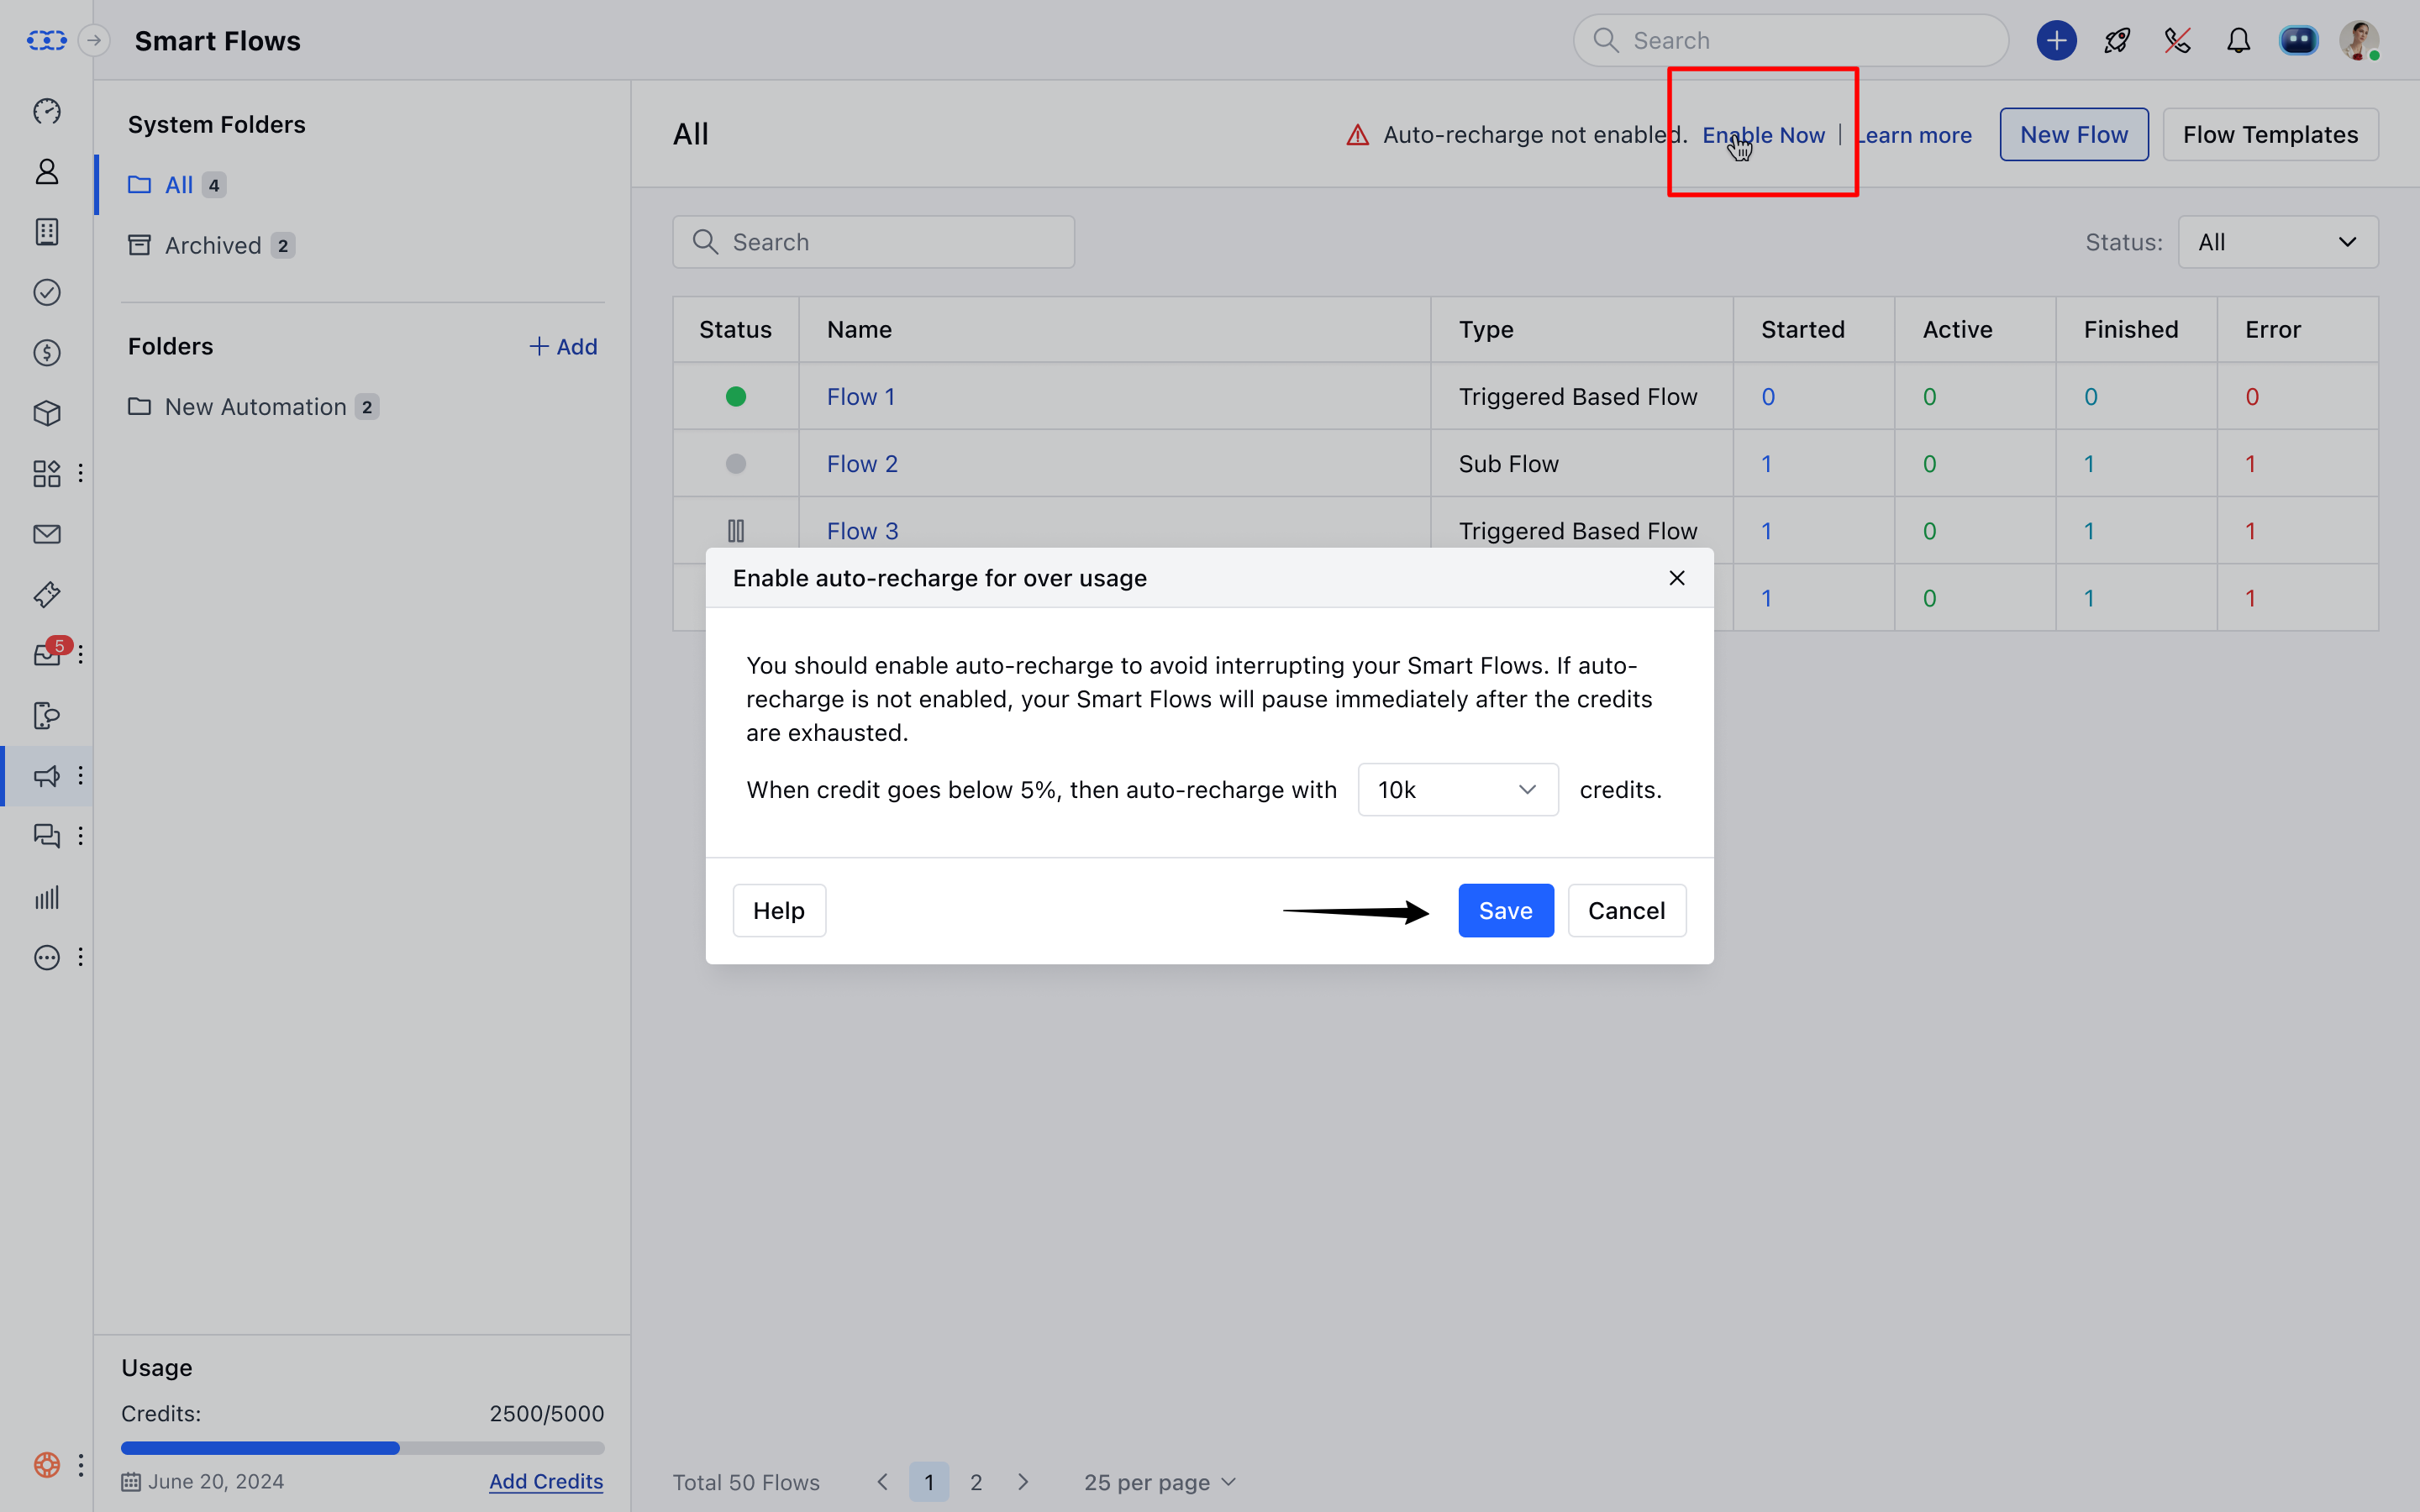 Smart Flows
Search
System Folders
All 4
Archived 2
Folders
+ Add
New Automation 2
All
Auto-recharge not enabled. Enable Now | Learn more
New Flow
Flow Templates
Search
Status: All
Status Name Type Started Active Finished Error
Flow 1 Triggered Based Flow 0 0 0 0
Flow 2 Sub Flow 1 0 1 1
Flow 3 Triggered Based Flow 1 0 1 1
1 0 1 1
5
Enable auto-recharge for over usage
You should enable auto-recharge to avoid interrupting your Smart Flows. If auto-
recharge is not enabled, your Smart Flows will pause immediately after the credits
are exhausted.
When credit goes below 5%, then auto-recharge with 10k credits.
Help
Save
Cancel
Usage
Credits: 2500/5000
June 20, 2024
Add Credits
Total 50 Flows
1 2
25 per page